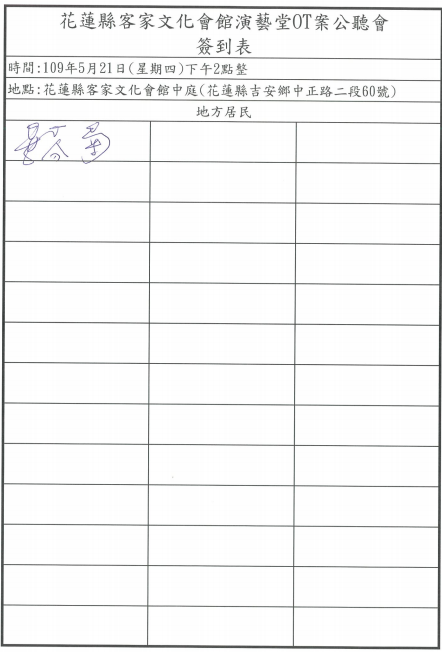 花蓮縣客家文化會館演藝堂OT案公聽會
簽到表
時間:109年5月21日(星期四)下午2點整
地點:花蓮縣客家文化會館中庭(花蓮縣吉安鄉中正路二段60號)
地方居民